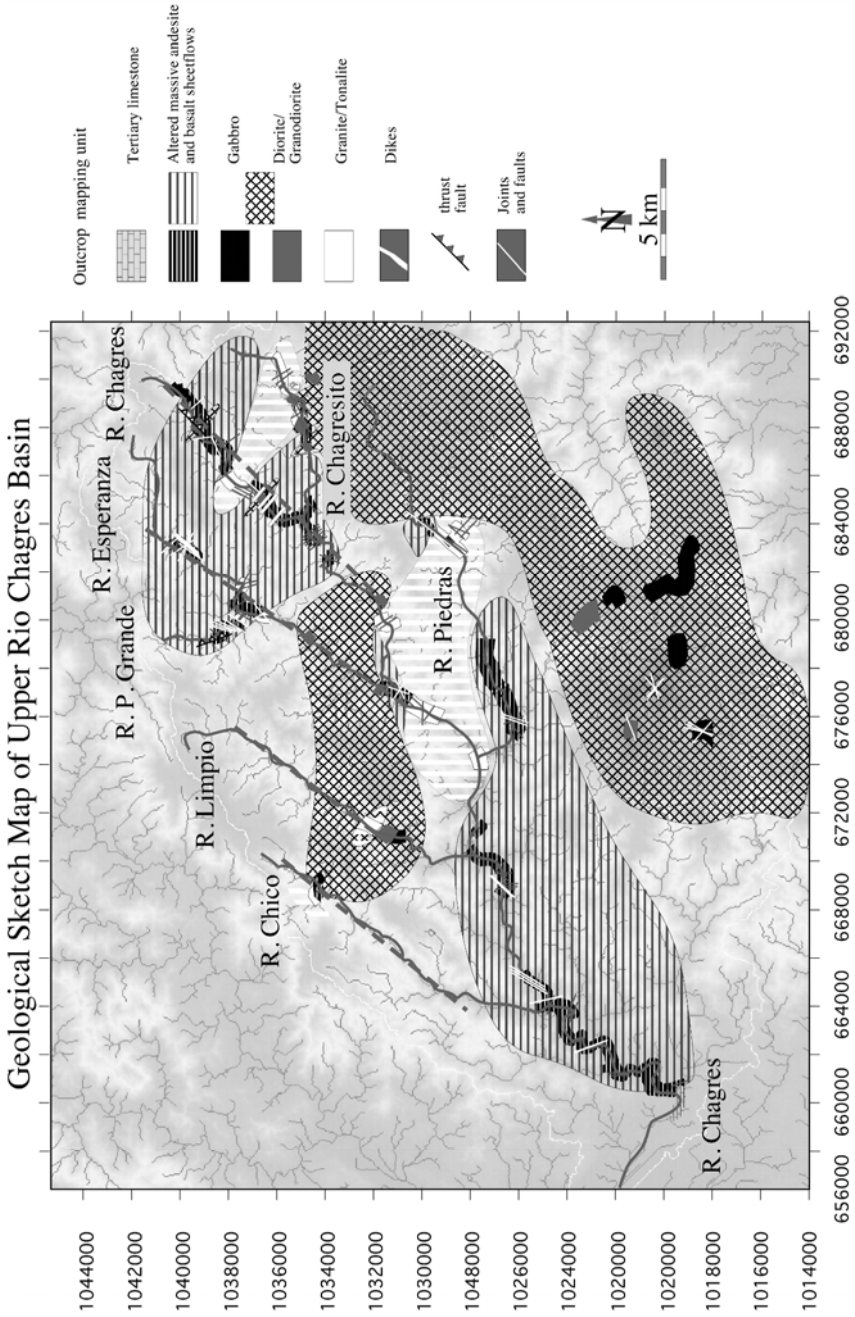 Geological Sketch Map of Upper Rio Chagres Basin
R. Chagres
R. Esperanza
R. P. Grande
R. Limpio
R. Chico
R. Chagresito
R. Piedras
R. Chagres
1044000
1042000
1040000
1038000
1036000
1034000
1032000
1030000
1048000
1026000
1024000
1020000
1020000
1018000
1016000
1014000
656000
660000
664000
668000
672000
676000
680000
684000
688000
692000
Outcrop mapping unit
Tertiary limestone
Altered massive andesite
and basalt sheetflows
Gabbro
Diorite/
Granodiorite
Granite/Tonalite
Dikes
thrust
fault
Joints
and faults
N
5 km